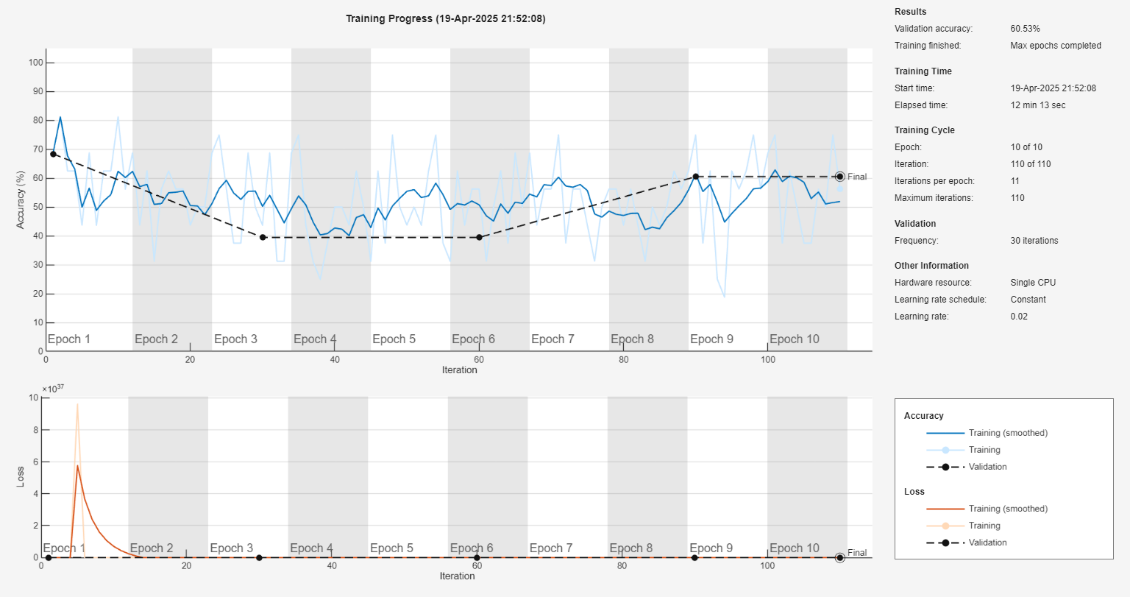 Training Progress (19-Apr-2025 21:52:08)
Accuracy (%)
100
90
80
70
60
50
40
30
20
10
0
Final
Epoch 1 Epoch 2 Epoch 3 Epoch 4 Epoch 5 Epoch 6 Epoch 7 Epoch 8 Epoch 9 Epoch 10
0 20 40 60 80 100
Iteration
×10^37
Loss
10
8
6
4
2
0
Final
Epoch 1 Epoch 2 Epoch 3 Epoch 4 Epoch 5 Epoch 6 Epoch 7 Epoch 8 Epoch 9 Epoch 10
0 20 40 60 80 100
Iteration
Results
Validation accuracy: 60.53%
Training finished: Max epochs completed
Training Time
Start time: 19-Apr-2025 21:52:08
Elapsed time: 12 min 13 sec
Training Cycle
Epoch: 10 of 10
Iteration: 110 of 110
Iterations per epoch: 11
Maximum iterations: 110
Validation
Frequency: 30 iterations
Other Information
Hardware resource: Single CPU
Learning rate schedule: Constant
Learning rate: 0.02
Accuracy
Training (smoothed)
Training
Validation
Loss
Training (smoothed)
Training
Validation